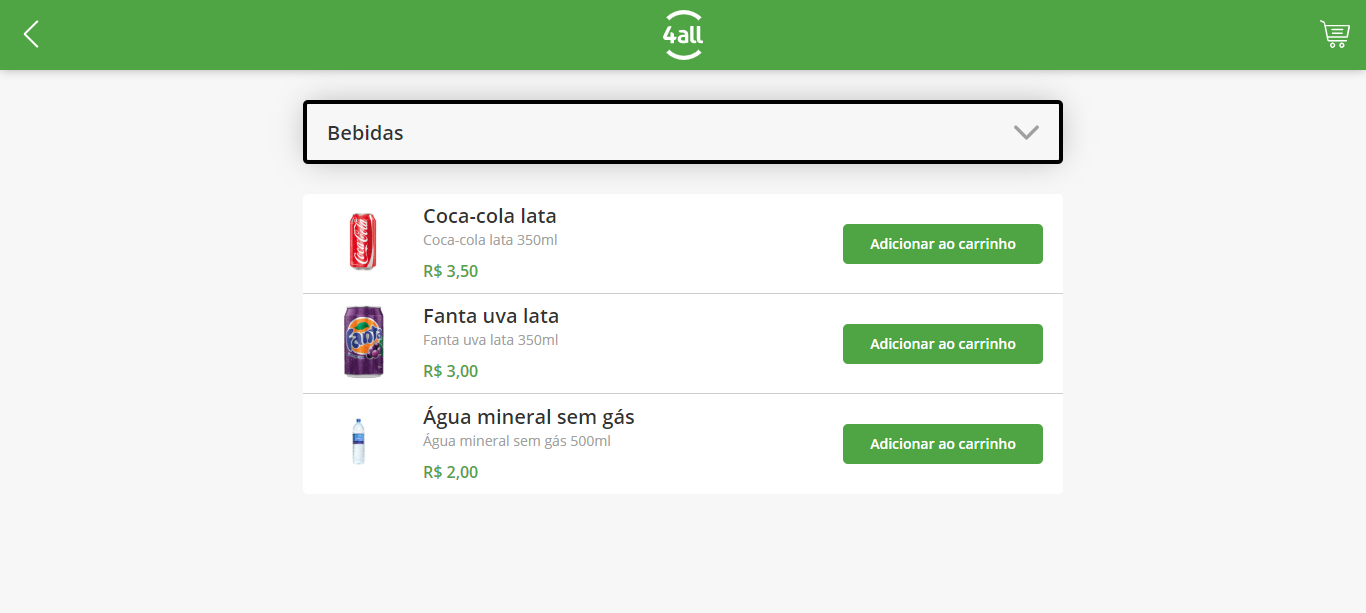 4all
Bebidas
Coca-cola lata
Coca-cola lata 350ml
R$ 3,50
Adicionar ao carrinho
Coca-Cola
Fanta uva lata
Fanta uva lata 350ml
R$ 3,00
Adicionar ao carrinho
Fanta
Água mineral sem gás
Água mineral sem gás 500ml
R$ 2,00
Adicionar ao carrinho